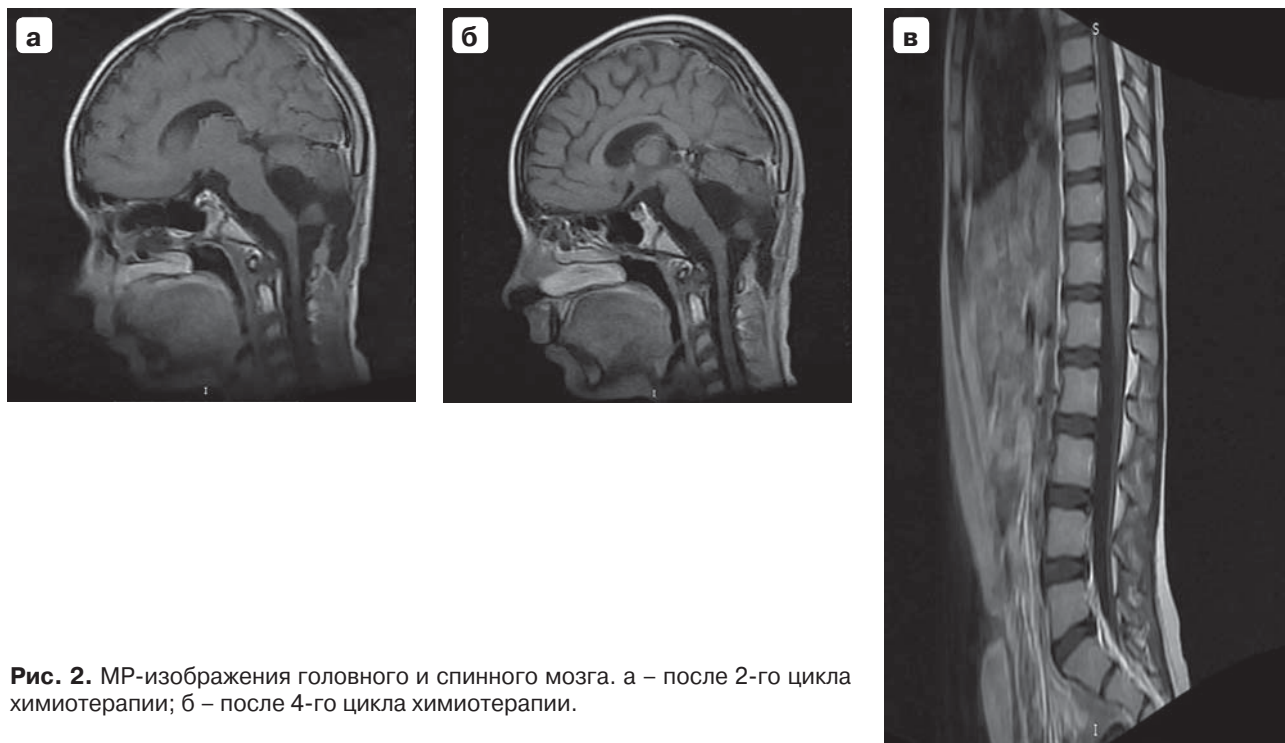 а
б
в
S
I
I
I
Рис. 2. МР-изображения головного и спинного мозга. а – после 2-го цикла
химиотерапии; б – после 4-го цикла химиотерапии.